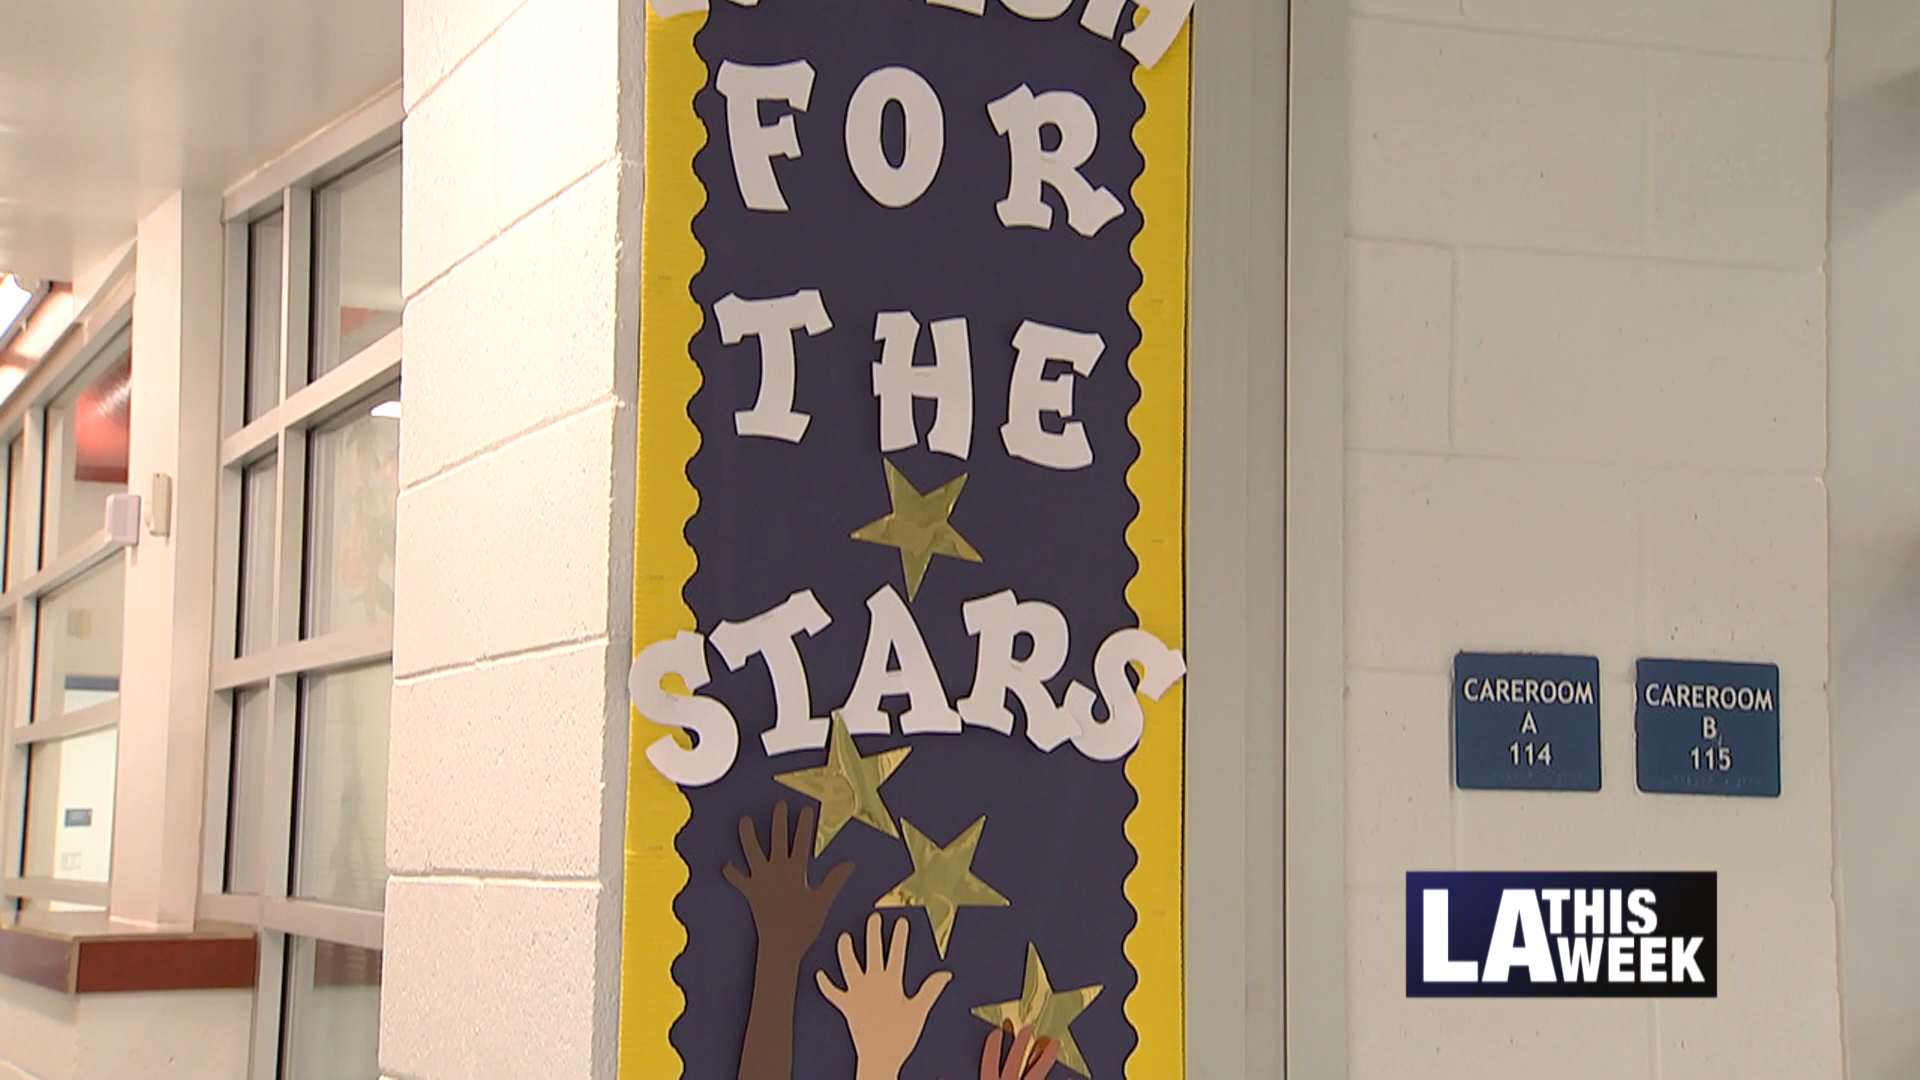 FOR
THE
STARS
CAREROOM
A
114
CAREROOM
B
115
LA THIS WEEK